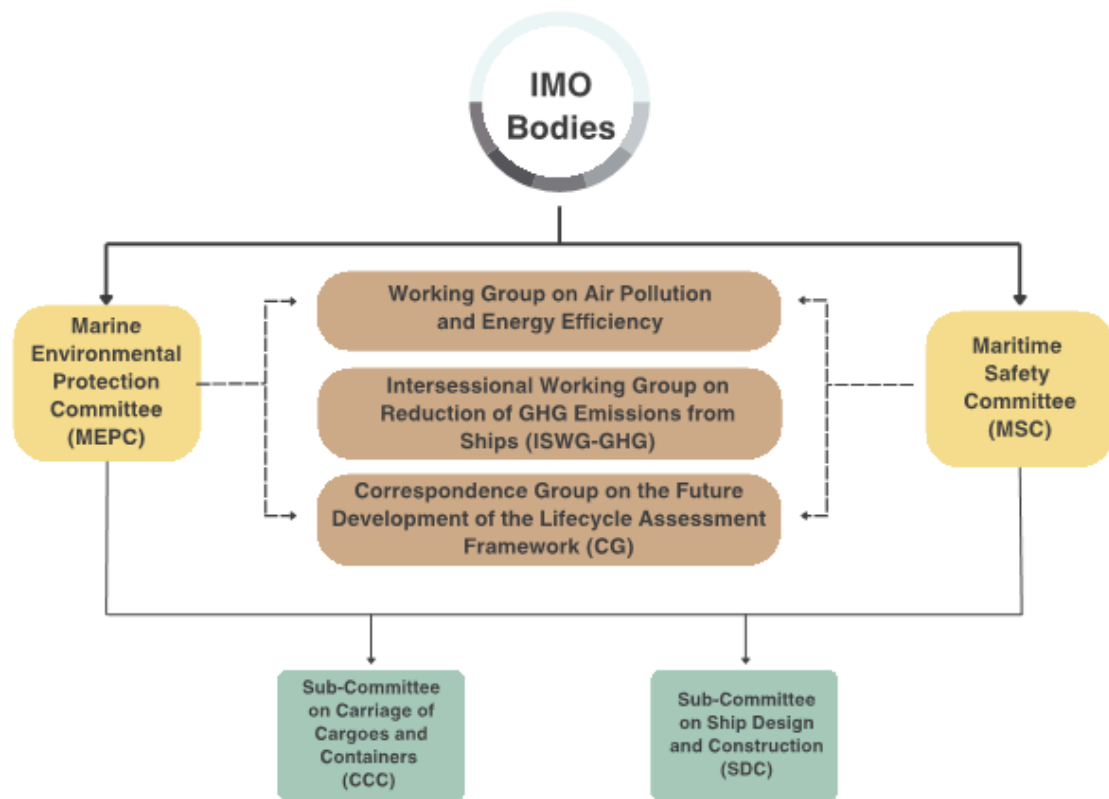 IMO
Bodies
Working Group on Air Pollution
and Energy Efficiency
Marine
Environmental
Protection
Committee
(MEPC)
Intersessional Working Group on
Reduction of GHG Emissions from
Ships (ISWG-GHG)
Maritime
Safety
Committee
(MSC)
Correspondence Group on the Future
Development of the Lifecycle Assessment
Framework (CG)
Sub-Committee
on Carriage of
Cargoes and
Containers
(CCC)
Sub-Committee
on Ship Design
and Construction
(SDC)